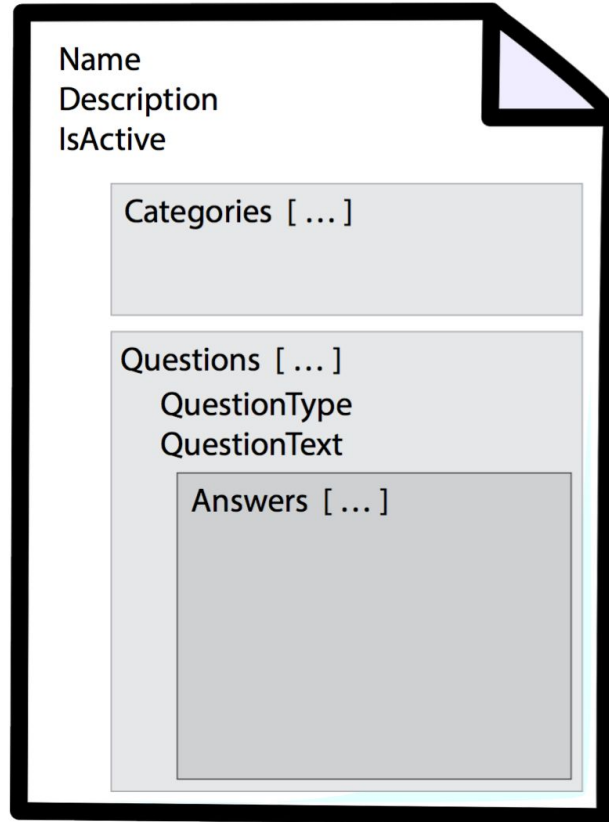 Name
Description
IsActive
Categories [ ... ]
Questions [ ... ]
QuestionType
QuestionText
Answers [ ... ]